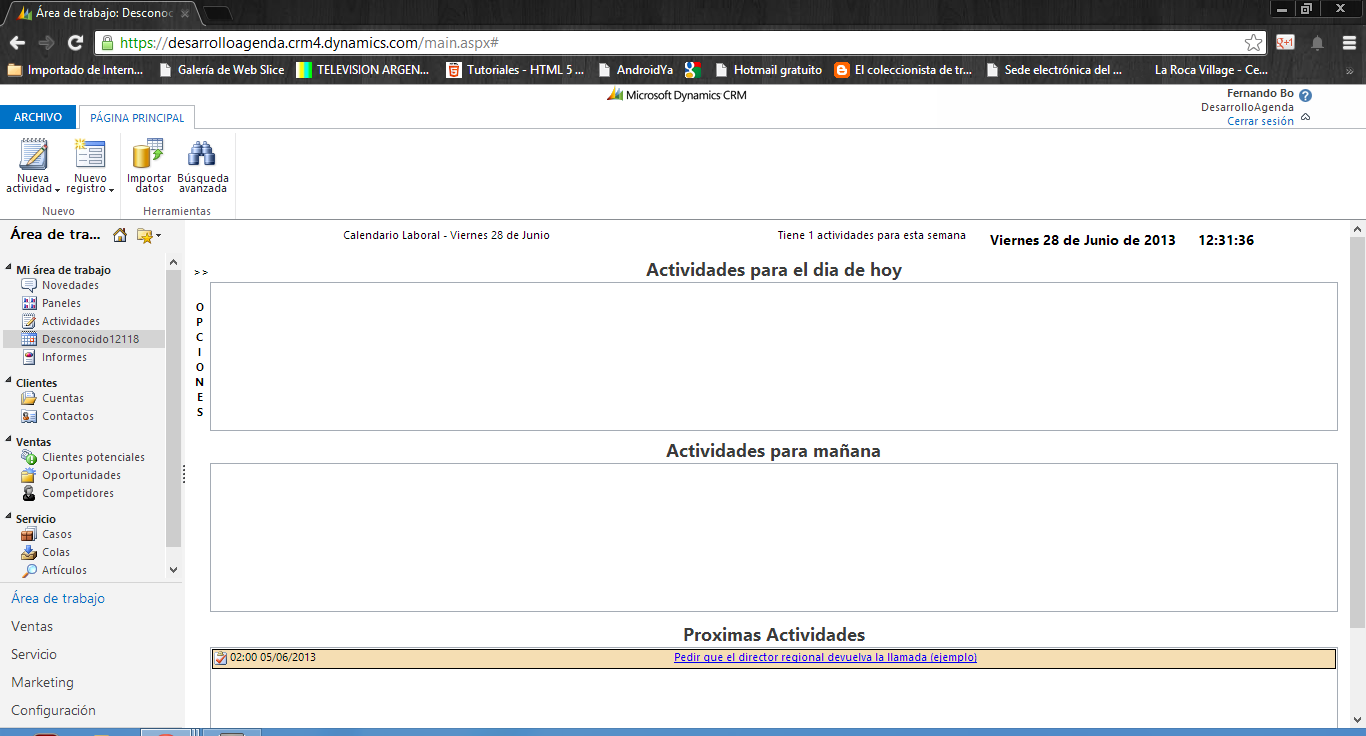 Área de trabajo: Desconoc
https://desarrolloagenda.crm4.dynamics.com/main.aspx#
Importado de Intern... Galería de Web Slice TELEVISION ARGEN... Tutoriales - HTML 5 ... AndroidYa Hotmail gratuito El coleccionista de tr... Sede electrónica del ... La Roca Village - Ce... »
Microsoft Dynamics CRM
Fernando Bo
DesarrolloAgenda
Cerrar sesión
ARCHIVO PÁGINA PRINCIPAL
Nueva actividad
Nuevo registro
Importar datos
Búsqueda avanzada
Nuevo Herramientas
Área de tra...
Mi área de trabajo
Novedades
Paneles
Actividades
Desconocido12118
Informes
Clientes
Cuentas
Contactos
Ventas
Clientes potenciales
Oportunidades
Competidores
Servicio
Casos
Colas
Artículos
Área de trabajo
Ventas
Servicio
Marketing
Configuración
Calendario Laboral - Viernes 28 de Junio Tiene 1 actividades para esta semana Viernes 28 de Junio de 2013 12:31:36
>>
O
P
C
I
O
N
E
S
Actividades para el dia de hoy
Actividades para mañana
Proximas Actividades
02:00 05/06/2013 Pedir que el director regional devuelva la llamada (ejemplo)